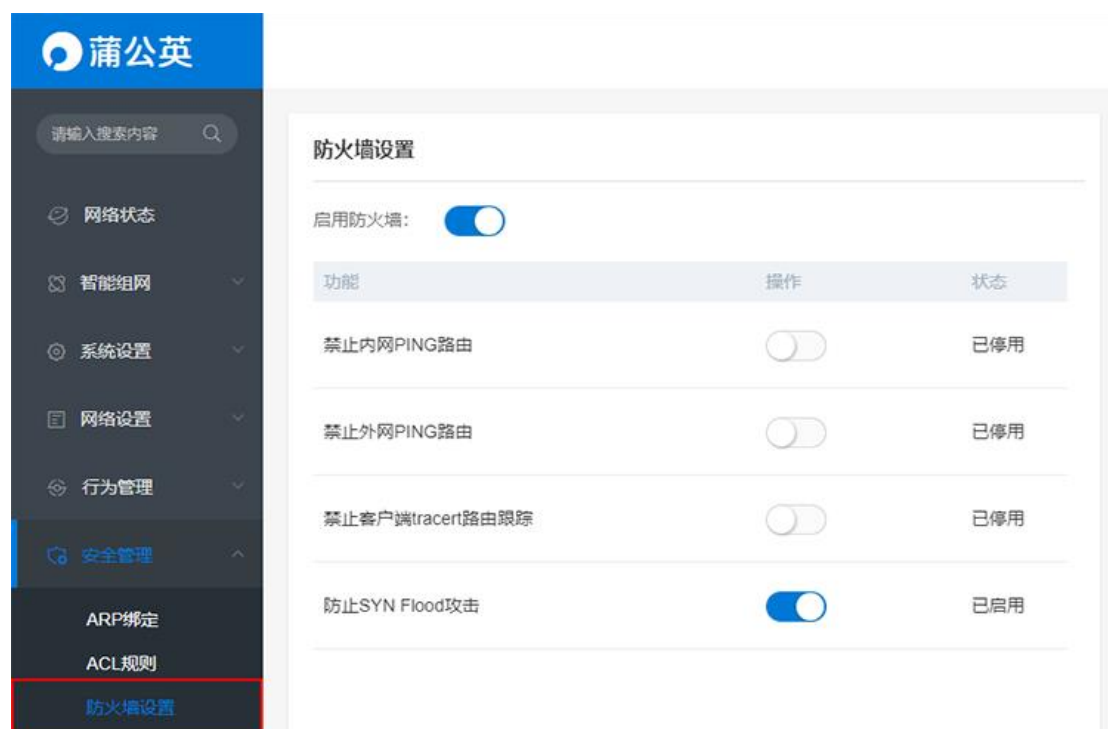 蒲公英
请输入搜索内容
网络状态
智能组网
系统设置
网络设置
行为管理
安全管理
ARP绑定
ACL规则
防火墙设置
防火墙设置
启用防火墙：
功能 操作 状态
禁止内网PING路由 已停用
禁止外网PING路由 已停用
禁止客户端tracert路由跟踪 已停用
防止SYN Flood攻击 已启用